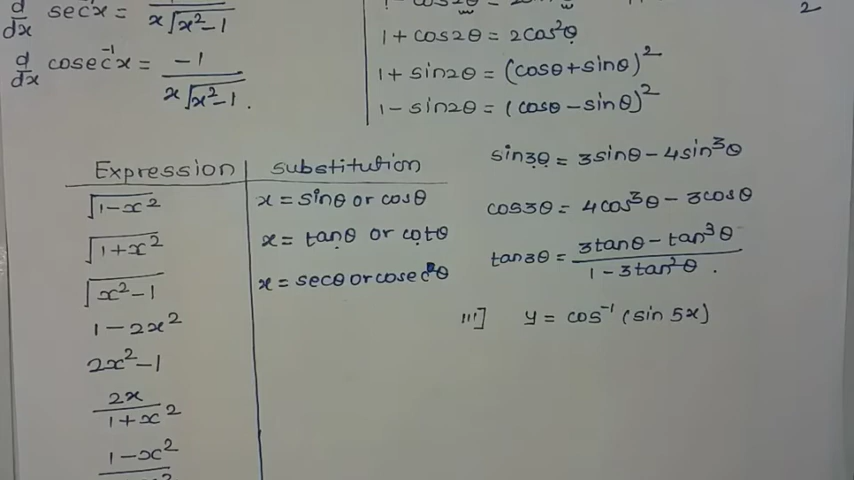 d/dx sec⁻¹x = 1/(x√(x²-1))
d/dx cosec⁻¹x = -1/(x√(x²-1)).
1 + cos2θ = 2cos²θ
1 + sin2θ = (cosθ+sinθ)²
1 - sin2θ = (cosθ-sinθ)²
2
Expression | substitution
√(1-x²) x = sinθ or cosθ
√(1+x²) x = tanθ or cotθ
√(x²-1) x = secθ or cosecθ
1-2x²
2x²-1
2x/(1+x²)
1-x²
sin3θ = 3sinθ - 4sin³θ
cos3θ = 4cos³θ - 3cosθ
tan3θ = (3tanθ - tan³θ)/(1 - 3tan²θ).
iii] y = cos⁻¹(sin 5x)